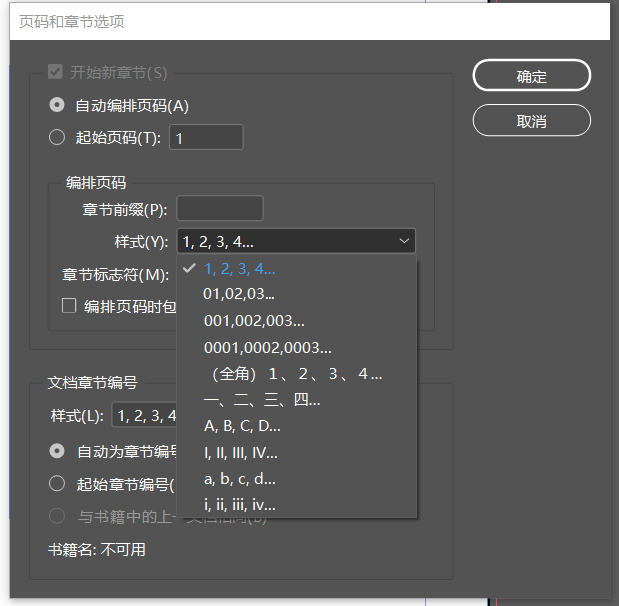 页码和章节选项
开始新章节(S)
确定
自动编排页码(A)
起始页码(T): 1
取消
编排页码
章节前缀(P):
样式(Y): 1, 2, 3, 4...
章节标志符(M):
1, 2, 3, 4...
01,02,03...
编排页码时包
001,002,003...
0001,0002,0003...
（全角）１、２、３、４...
一、二、三、四...
A, B, C, D...
I, II, III, IV...
a, b, c, d...
i, ii, iii, iv...
文档章节编号
样式(L): 1, 2, 3, 4
自动为章节编号
起始章节编号(
与书籍中的上一文档相同(B)
书籍名: 不可用